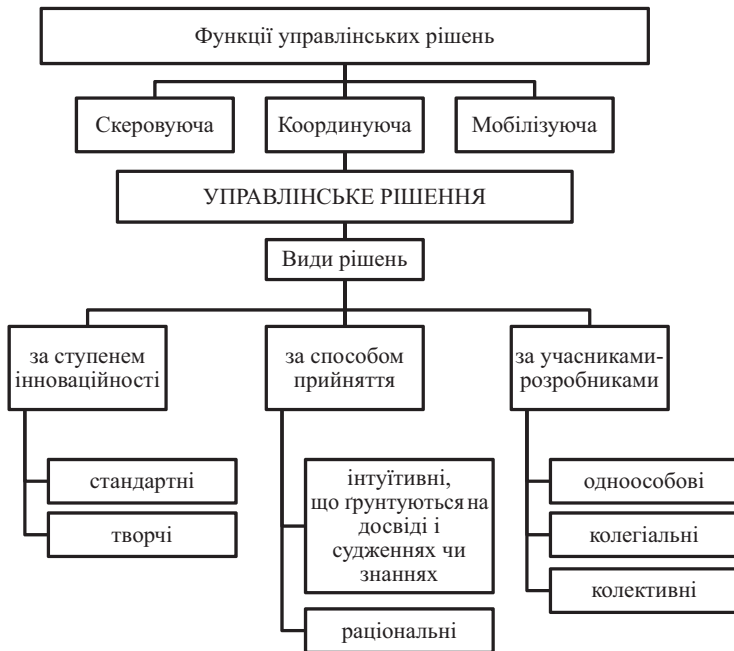 Функції управлінських рішень
Скеровуюча
Координуюча
Мобілізуюча
УПРАВЛІНСЬКЕ РІШЕННЯ
Види рішень
за ступенем
інноваційності
за способом
прийняття
за учасниками-
розробниками
стандартні
творчі
інтуїтивні,
що ґрунтуються на
досвіді і
судженнях чи
знаннях
раціональні
одноособові
колегіальні
колективні